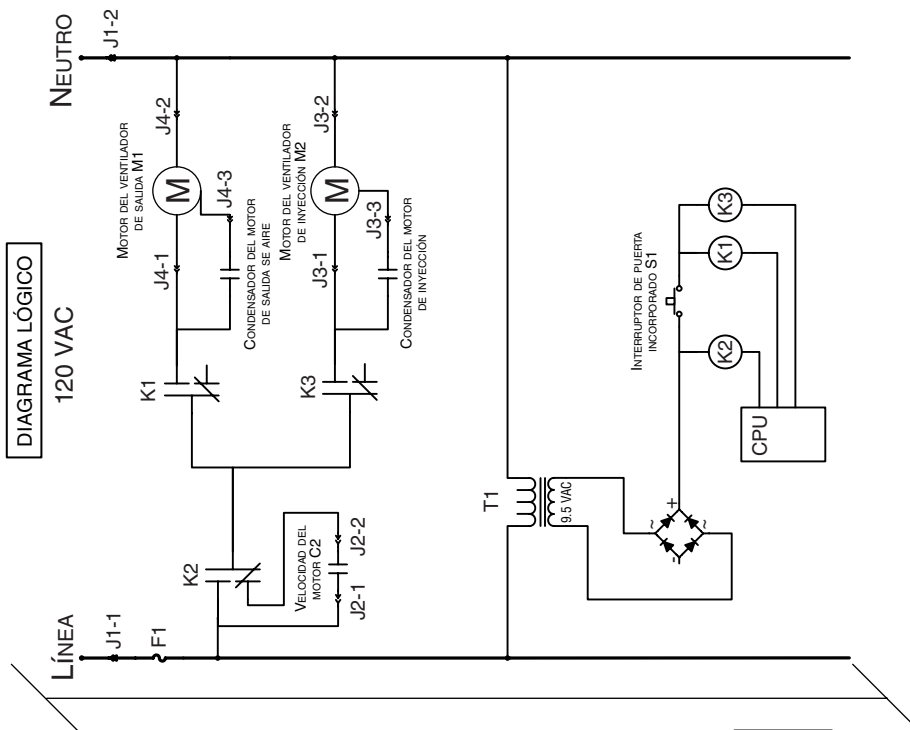 DIAGRAMA LÓGICO
120 VAC
LÍNEA
NEUTRO
J1-1
J1-2
F1
K2
VELOCIDAD DEL
MOTOR C2
J2-1
J2-2
K1
MOTOR DEL VENTILADOR
DE SALIDA M1
J4-1
M
J4-2
J4-3
CONDENSADOR DEL MOTOR
DE SALIDA SE AIRE
K3
MOTOR DEL VENTILADOR
DE INYECCIÓN M2
J3-1
M
J3-2
J3-3
CONDENSADOR DEL MOTOR
DE INYECCIÓN
T1
9.5 VAC
~
+
-
~
INTERRUPTOR DE PUERTA
INCORPORADO S1
K2
K1
K3
CPU